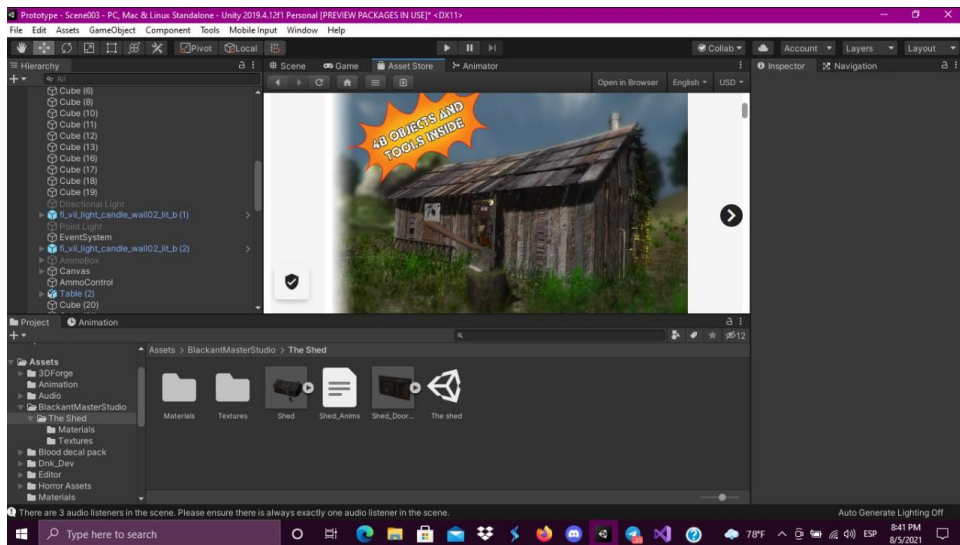 Prototype - Scene003 - PC, Mac & Linux Standalone - Unity 2019.4.12f1 Personal [PREVIEW PACKAGES IN USE]* <DX11>
File Edit Assets GameObject Component Tools Mobile Input Window Help
Pivot Local Collab Account Layers Layout
Hierarchy Scene Game Asset Store Animator Inspector Navigation
All
Open in Browser English USD
Cube (6)
Cube (8)
Cube (10)
Cube (11)
Cube (12)
Cube (13)
Cube (16)
Cube (17)
Cube (18)
Cube (19)
Directional Light
fi_vil_light_candle_wall02_lit_b (1)
Point Light
EventSystem
fi_vil_light_candle_wall02_lit_b (2)
AmmoBox
Canvas
AmmoControl
Table (2)
Cube (20)
48 OBJECTS AND
TOOLS INSIDE
Project Animation
12
Assets > BlackantMasterStudio > The Shed
Assets
3DForge
Animation
Audio
BlackantMasterStudio
The Shed
Materials
Textures
Blood decal pack
Dnk_Dev
Editor
Horror Assets
Materials
Materials Textures Shed Shed_Anims Shed_Door... The shed
There are 3 audio listeners in the scene. Please ensure there is always exactly one audio listener in the scene.
Auto Generate Lighting Off
Type here to search
78°F ESP 8:41 PM
8/5/2021